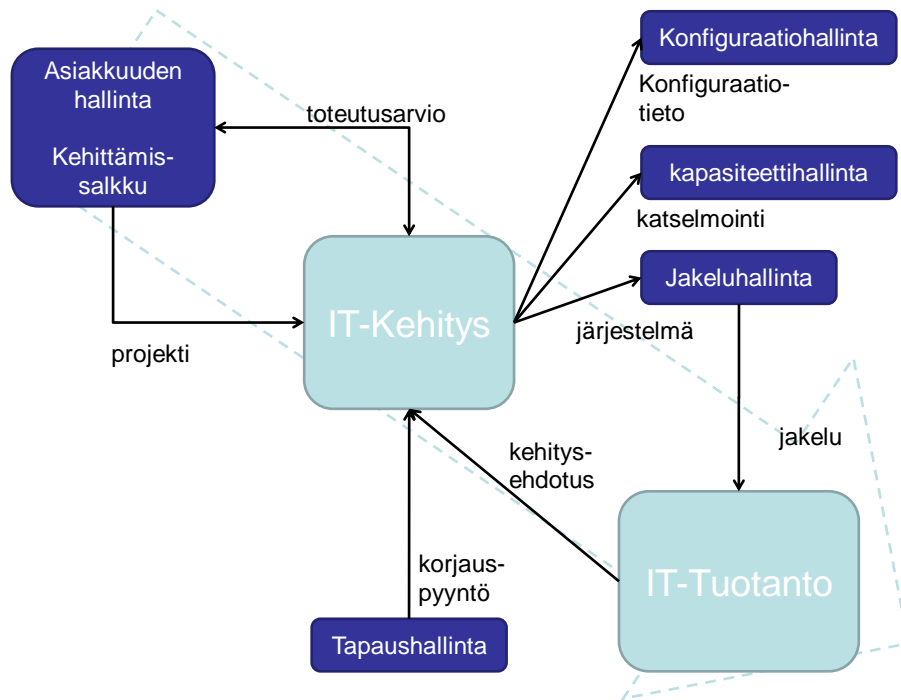 Asiakkuuden
hallinta
Kehittämis-
salkku
toteutusarvio
Konfiguraatiohallinta
Konfiguraatio-
tieto
kapasiteettihallinta
katselmointi
Jakeluhallinta
järjestelmä
IT-Kehitys
projekti
jakelu
kehitys-
ehdotus
korjaus-
pyyntö
IT-Tuotanto
Tapaushallinta